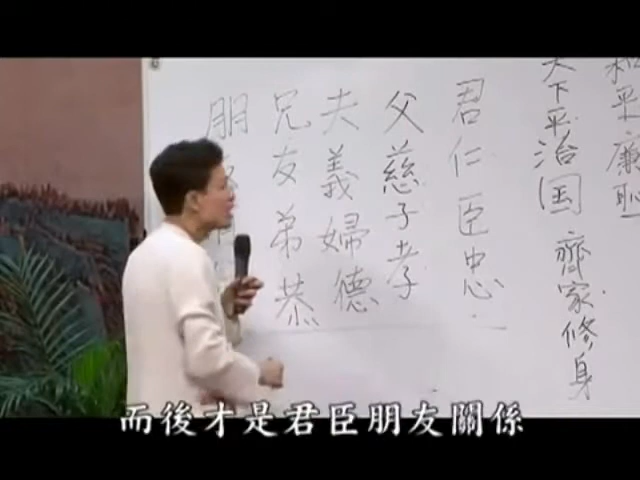 和平廉恥
天下平治国齊家修身
君仁臣忠
父慈子孝
夫義婦德
兄友弟恭
朋
而後才是君臣朋友關係